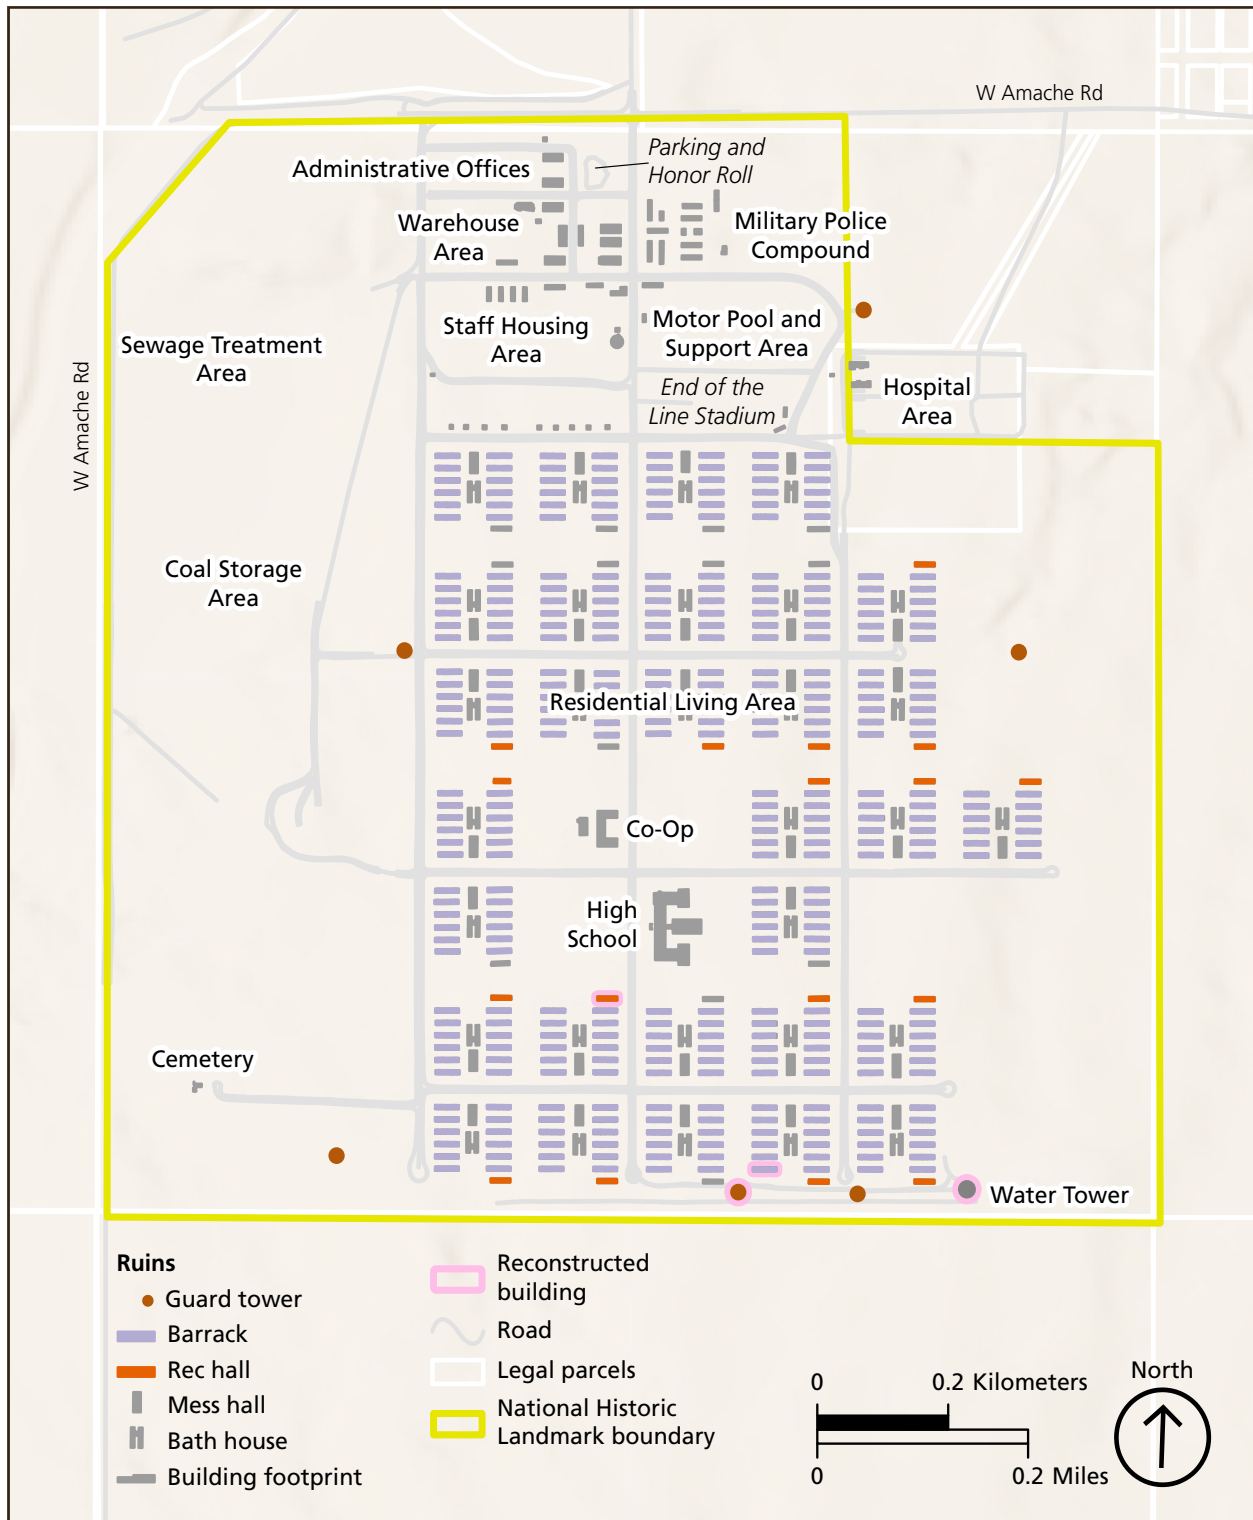 W Amache Rd
Parking and
Honor Roll
Administrative Offices
Warehouse
Area
Military Police
Compound
Staff Housing
Area
Motor Pool and
Support Area
Sewage Treatment
Area
W Amache Rd
End of the
Line Stadium
Hospital
Area
Coal Storage
Area
Residential Living Area
Co-Op
High
School
Cemetery
Water Tower
Ruins
Guard tower
Barrack
Rec hall
Mess hall
Bath house
Building footprint
Reconstructed
building
Road
Legal parcels
National Historic
Landmark boundary
0 0.2 Kilometers
0 0.2 Miles
North